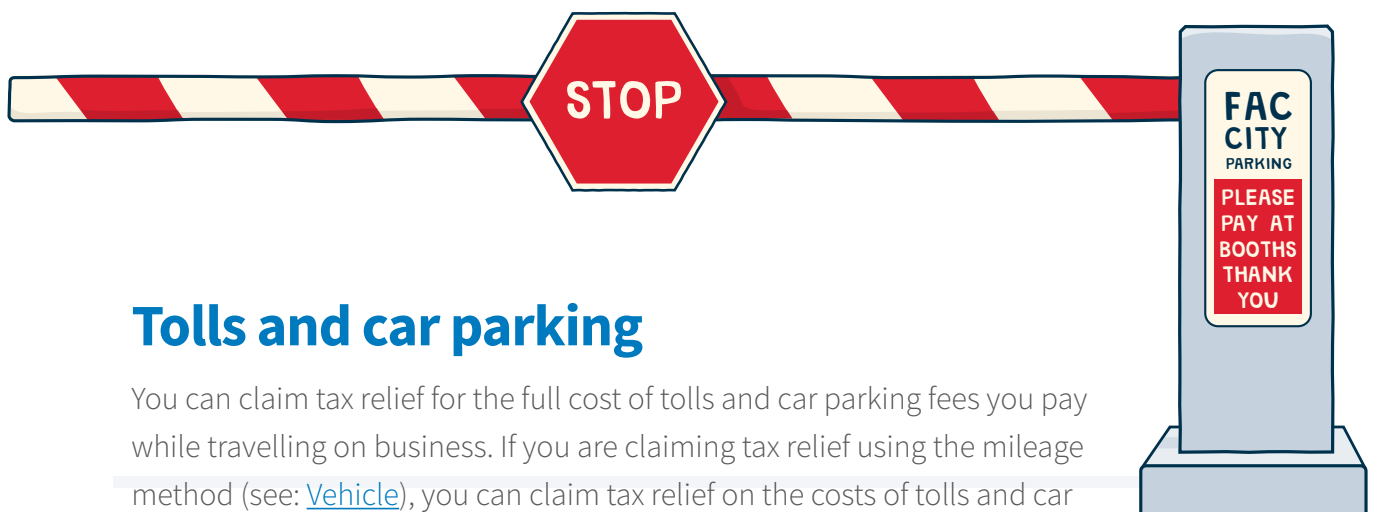 STOP
FAC
CITY
PARKING
PLEASE
PAY AT
BOOTHS
THANK
YOU
Tolls and car parking
You can claim tax relief for the full cost of tolls and car parking fees you pay
while travelling on business. If you are claiming tax relief using the mileage
method (see: Vehicle), you can claim tax relief on the costs of tolls and car